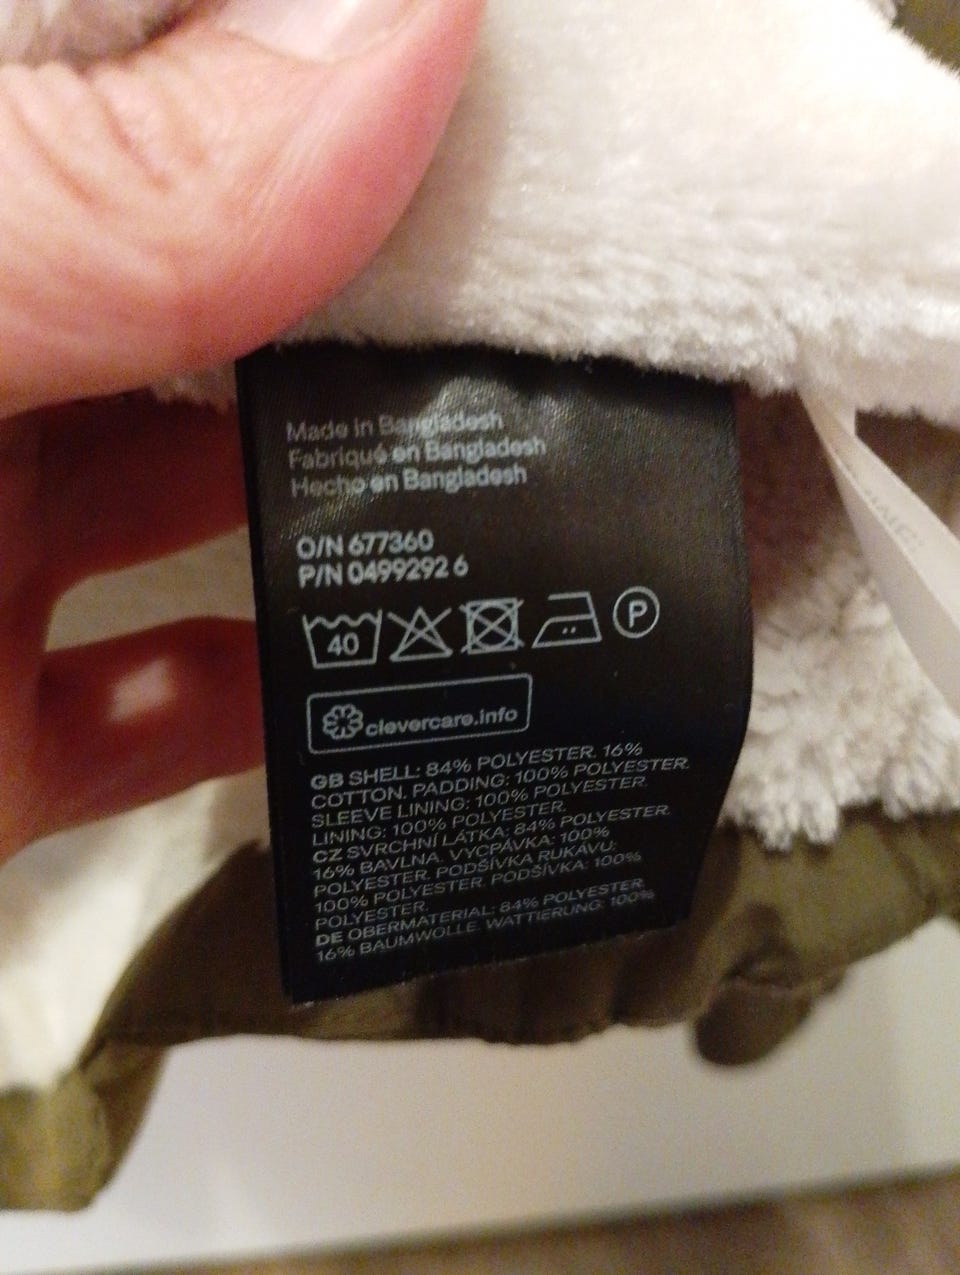 Made in Bangladesh
Fabriqué en Bangladesh
Hecho en Bangladesh
O/N 677360
P/N 0499292 6
40
P
clevercare.info
GB SHELL: 84% POLYESTER. 16%
COTTON. PADDING: 100% POLYESTER.
SLEEVE LINING: 100% POLYESTER.
LINING: 100% POLYESTER.
CZ SVRCHNÍ LÁTKA: 84% POLYESTER.
16% BAVLNA. VYCPÁVKA: 100%
POLYESTER. PODŠÍVKA RUKÁVU:
100% POLYESTER. PODŠÍVKA: 100%
POLYESTER.
DE OBERMATERIAL: 84% POLYESTER.
16% BAUMWOLLE. WATTIERUNG: 100%